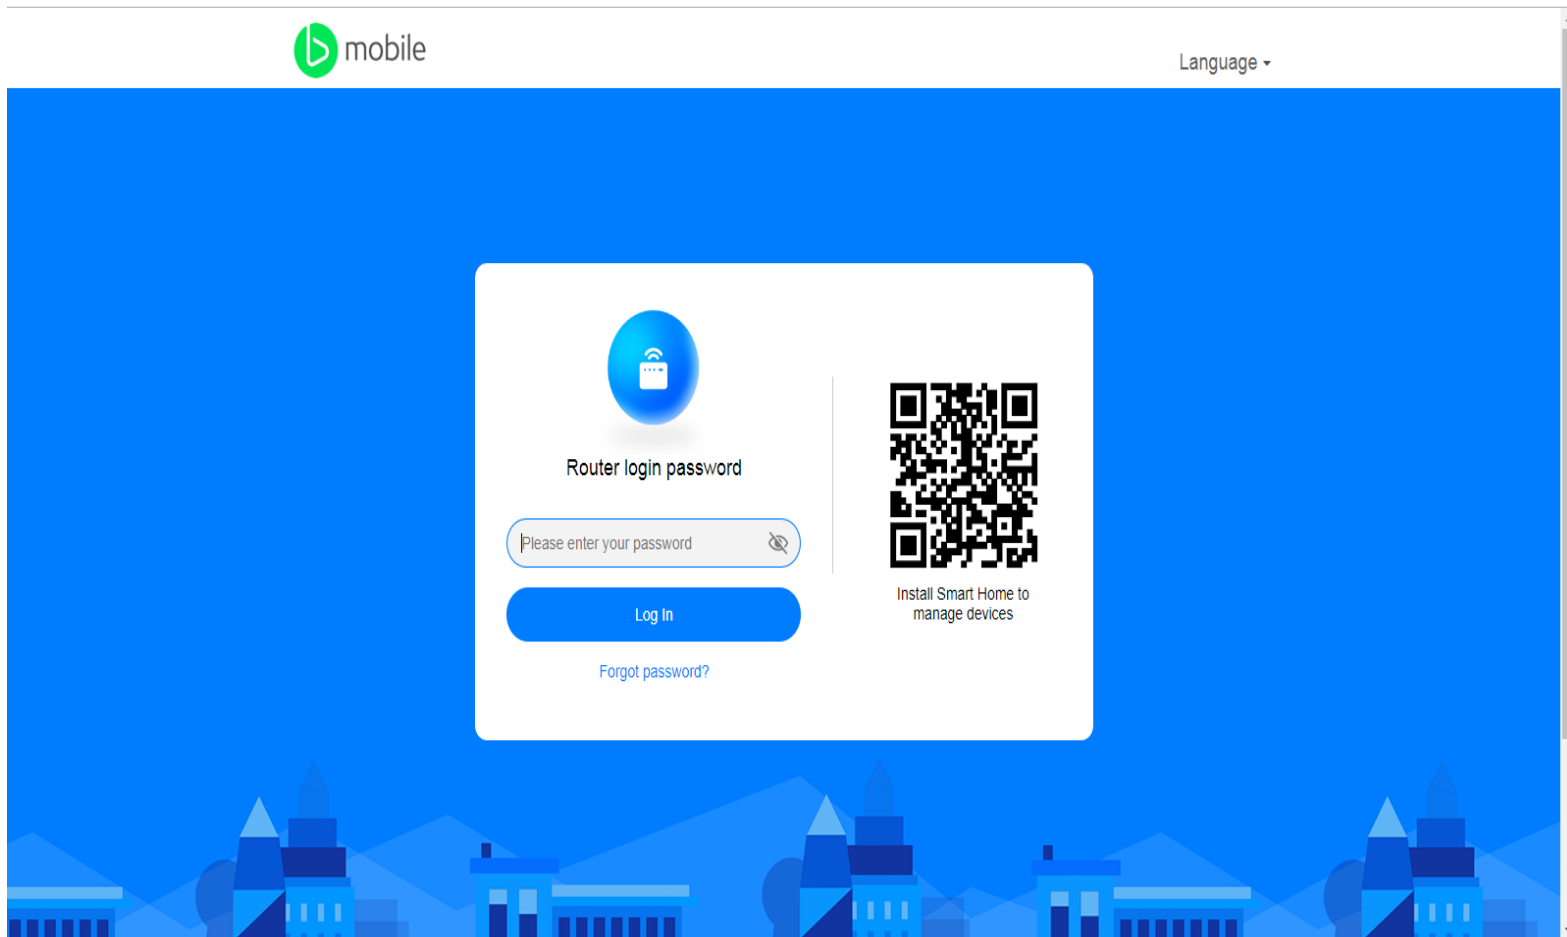 mobile
Language
Router login password
Please enter your password
Log In
Forgot password?
Install Smart Home to
manage devices